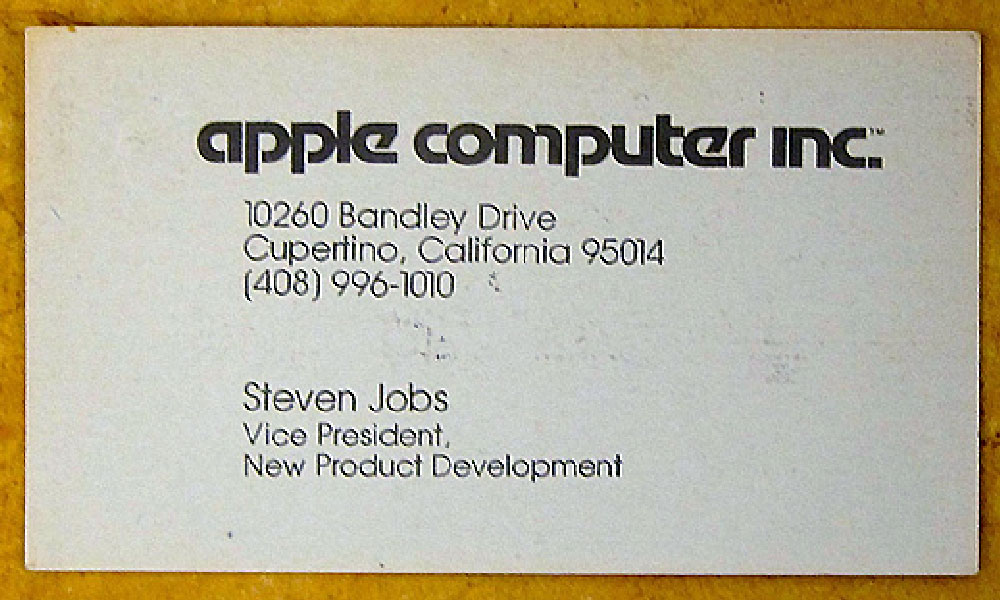 apple computer inc.™
10260 Bandley Drive
Cupertino, California 95014
(408) 996-1010
Steven Jobs
Vice President,
New Product Development